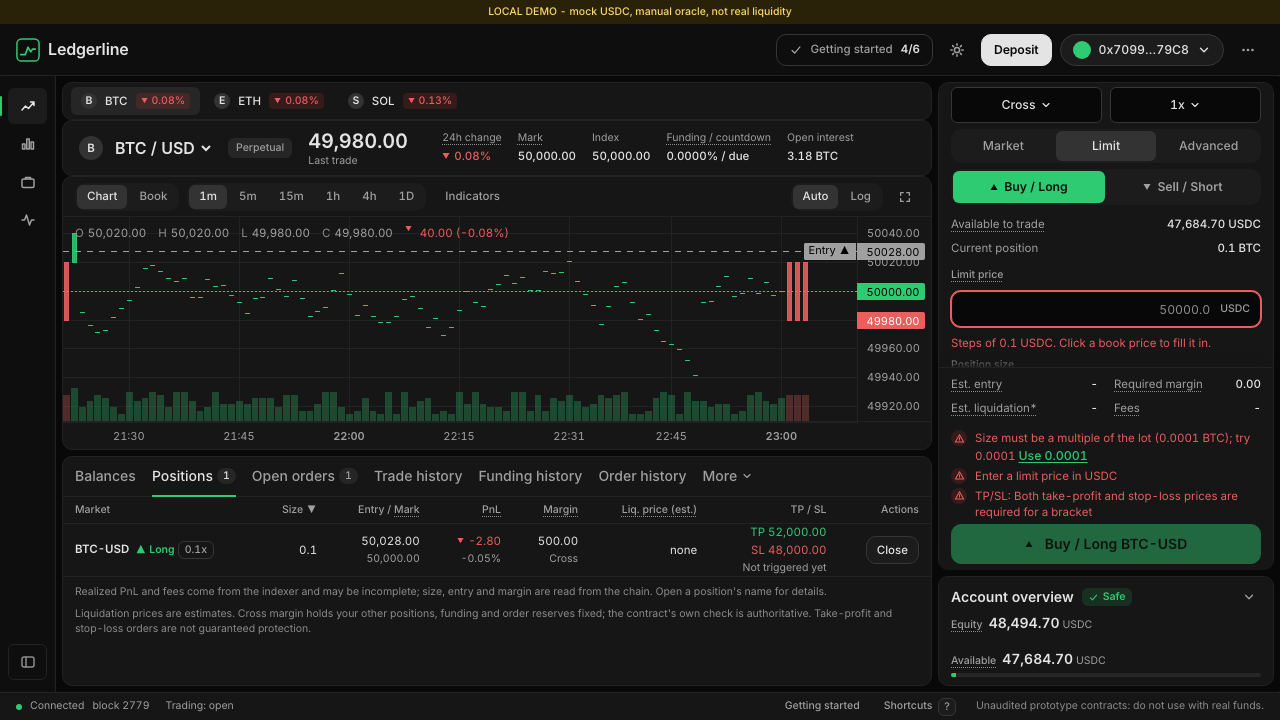 LOCAL DEMO - mock USDC, manual oracle, not real liquidity
Ledgerline
Getting started 4/6
Deposit
0x7099...79C8
B BTC 0.08%
E ETH 0.08%
S SOL 0.13%
B BTC / USD
Perpetual
49,980.00
Last trade
24h change
0.08%
Mark
50,000.00
Index
50,000.00
Funding / countdown
0.0000% / due
Open interest
3.18 BTC
Chart Book
1m 5m 15m 1h 4h 1D
Indicators
Auto Log
O 50,020.00 H 50,020.00 L 49,980.00 C 49,980.00 40.00 (-0.08%)
50040.00
Entry 50028.00
50020.00
50000.00
49980.00
49960.00
49940.00
49920.00
21:30 21:45 22:00 22:15 22:31 22:45 23:00
Balances Positions 1 Open orders 1 Trade history Funding history Order history More
Market Size Entry / Mark PnL Margin Liq. price (est.) TP / SL Actions
BTC-USD Long 0.1x
0.1
50,028.00
50,000.00
-2.80
-0.05%
500.00
Cross
none
TP 52,000.00
SL 48,000.00
Not triggered yet
Close
Realized PnL and fees come from the indexer and may be incomplete; size, entry and margin are read from the chain. Open a position's name for details.
Liquidation prices are estimates. Cross margin holds your other positions, funding and order reserves fixed; the contract's own check is authoritative. Take-profit and
stop-loss orders are not guaranteed protection.
Cross 1x
Market Limit Advanced
Buy / Long Sell / Short
Available to trade 47,684.70 USDC
Current position 0.1 BTC
Limit price
50000.0 USDC
Steps of 0.1 USDC. Click a book price to fill it in.
Position size
Est. entry - Required margin 0.00
Est. liquidation* - Fees -
Size must be a multiple of the lot (0.0001 BTC); try
0.0001 Use 0.0001
Enter a limit price in USDC
TP/SL: Both take-profit and stop-loss prices are
required for a bracket
Buy / Long BTC-USD
Account overview Safe
Equity 48,494.70 USDC
Available 47,684.70 USDC
Connected block 2779 Trading: open
Getting started Shortcuts ? Unaudited prototype contracts: do not use with real funds.